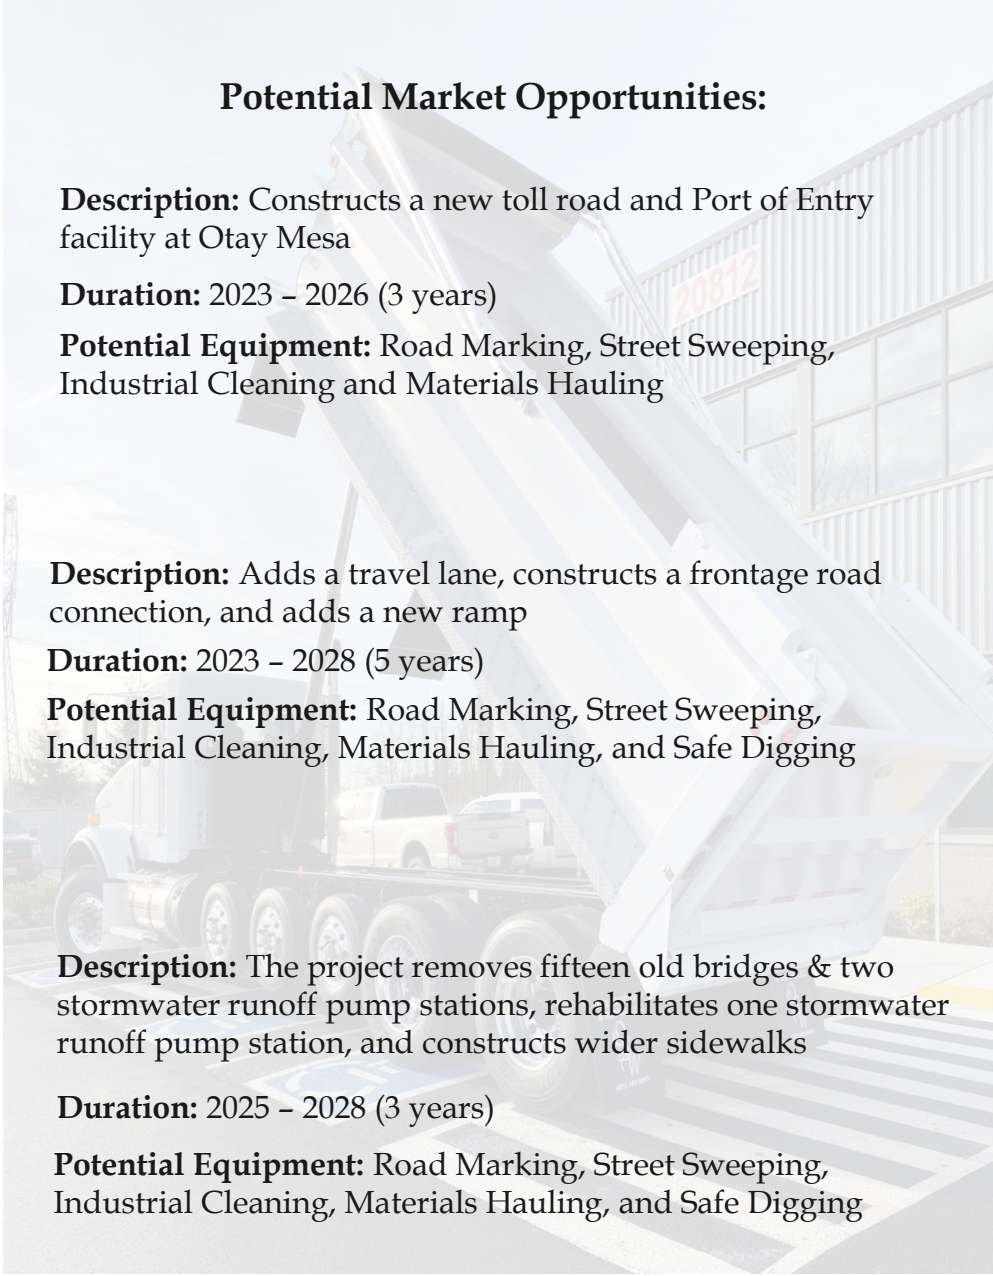 Potential Market Opportunities:
Description: Constructs a new toll road and Port of Entry
facility at Otay Mesa
Duration: 2023 – 2026 (3 years)
Potential Equipment: Road Marking, Street Sweeping,
Industrial Cleaning and Materials Hauling
20812
Description: Adds a travel lane, constructs a frontage road
connection, and adds a new ramp
Duration: 2023 – 2028 (5 years)
Potential Equipment: Road Marking, Street Sweeping,
Industrial Cleaning, Materials Hauling, and Safe Digging
Description: The project removes fifteen old bridges & two
stormwater runoff pump stations, rehabilitates one stormwater
runoff pump station, and constructs wider sidewalks
Duration: 2025 – 2028 (3 years)
Potential Equipment: Road Marking, Street Sweeping,
Industrial Cleaning, Materials Hauling, and Safe Digging